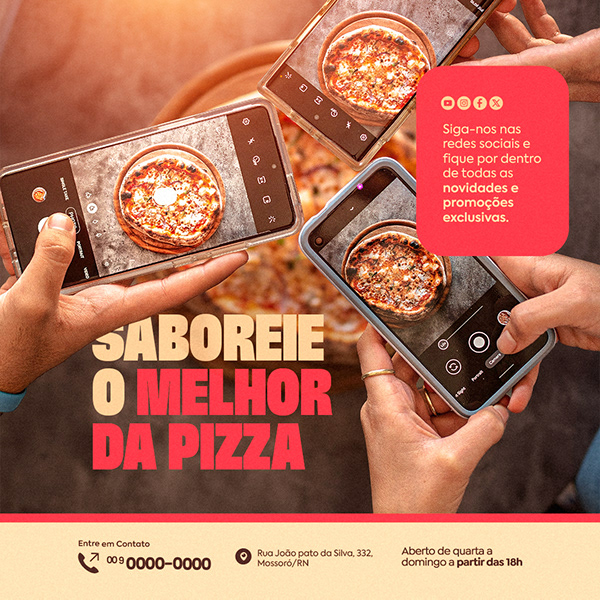 Siga-nos nas
redes sociais e
fique por dentro
de todas as
novidades e
promoções
exclusivas.
SABOREIE
O MELHOR
DA PIZZA
Entre em Contato
00 9 0000-0000
Rua João pato da Silva, 332,
Mossoró/RN
Aberto de quarta a
domingo a partir das 18h